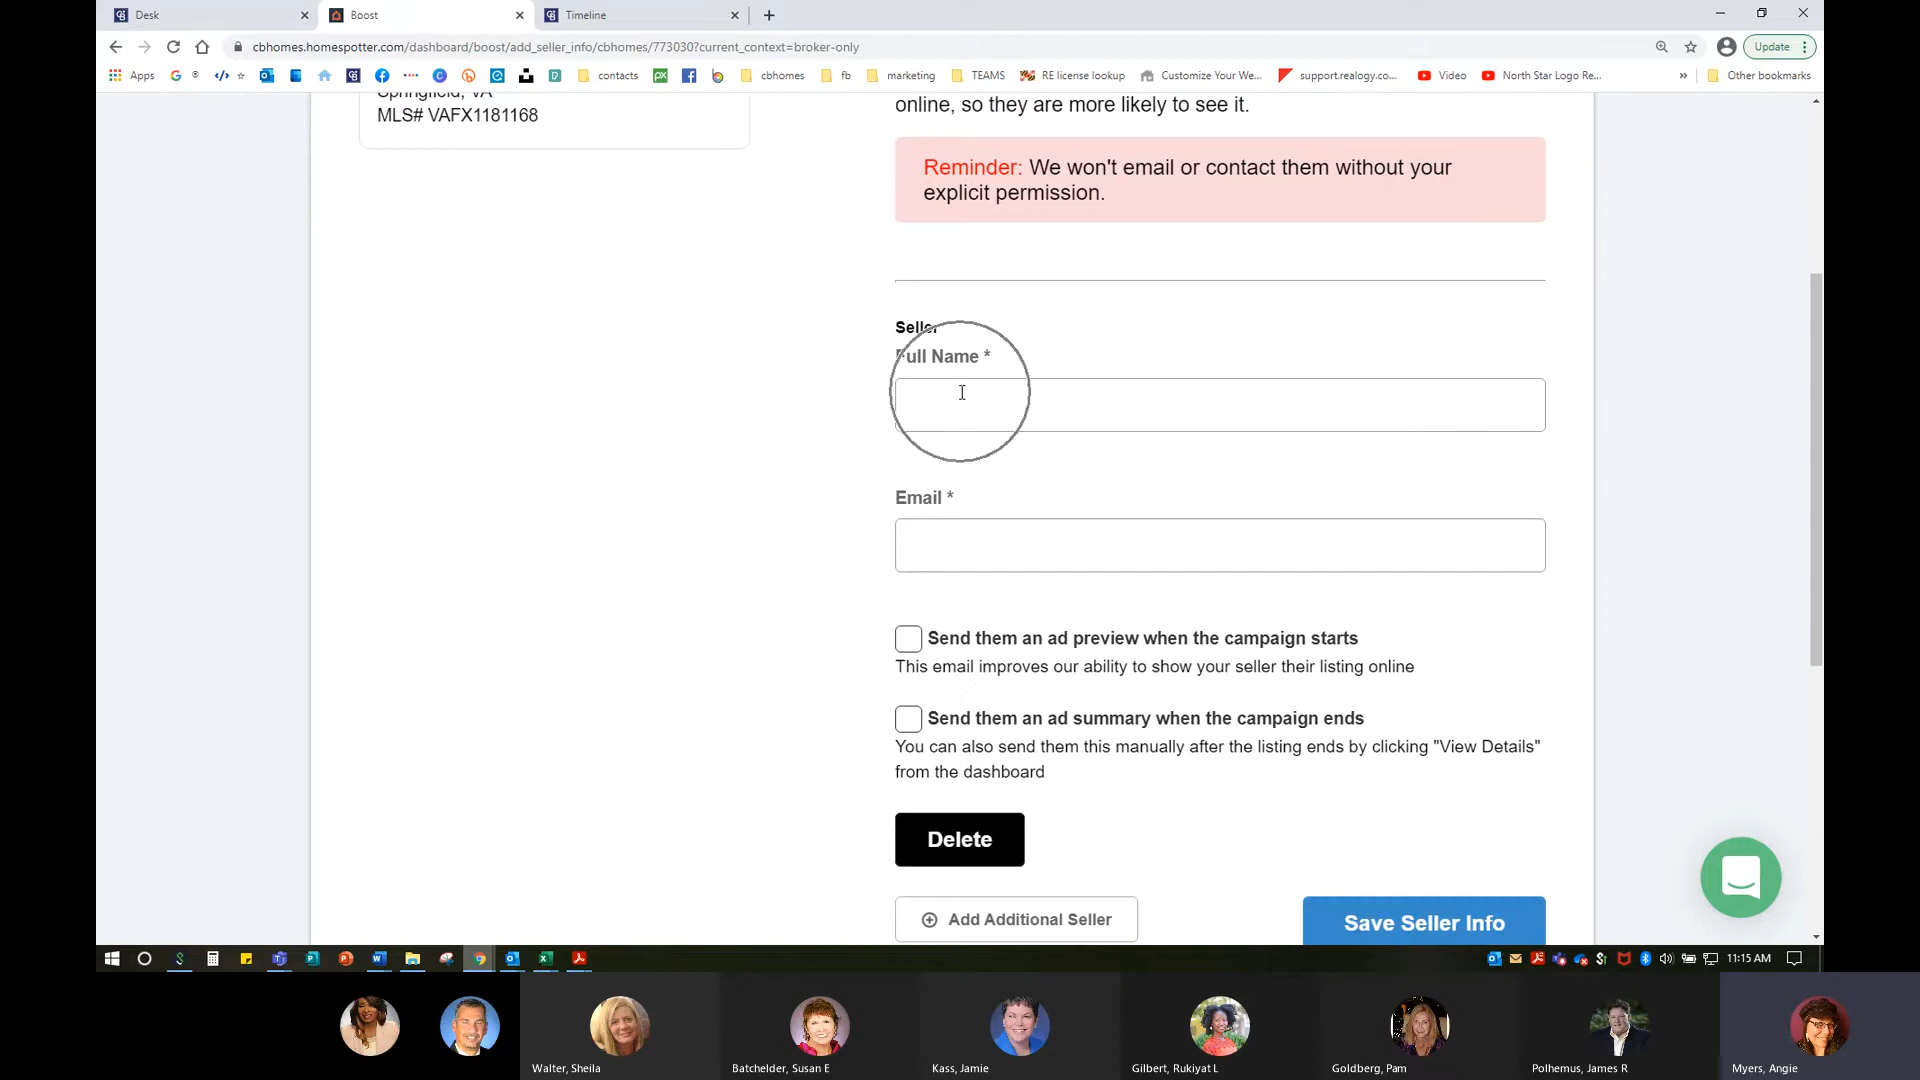 Desk
Boost
Timeline
cbhomes.homespotter.com/dashboard/boost/add_seller_info/cbhomes/773030?current_context=broker-only
Update
Apps
contacts
cbhomes
fb
marketing
TEAMS
RE license lookup
Customize Your We...
support.realogy.co...
Video
North Star Logo Re...
»
Other bookmarks
Springfield, VA
MLS# VAFX1181168
online, so they are more likely to see it.
Reminder: We won't email or contact them without your
explicit permission.
Seller
Full Name *
Email *
Send them an ad preview when the campaign starts
This email improves our ability to show your seller their listing online
Send them an ad summary when the campaign ends
You can also send them this manually after the listing ends by clicking "View Details"
from the dashboard
Delete
Add Additional Seller
Save Seller Info
11:15 AM
Walter, Sheila
Batchelder, Susan E
Kass, Jamie
Gilbert, Rukiyat L
Goldberg, Pam
Polhemus, James R
Myers, Angie